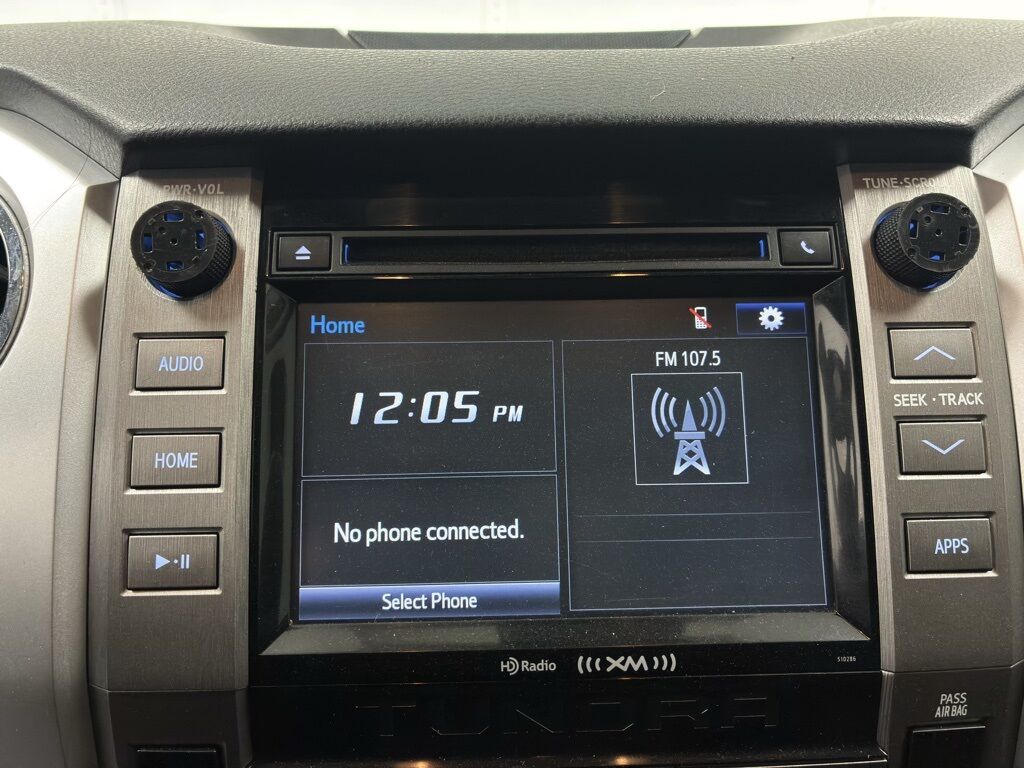 PWR·VOL
TUNE·SCROLL
Home
AUDIO
12:05 PM
FM 107.5
SEEK · TRACK
HOME
No phone connected.
APPS
Select Phone
HD Radio
XM
510286
TUNDRA
PASS
AIR BAG